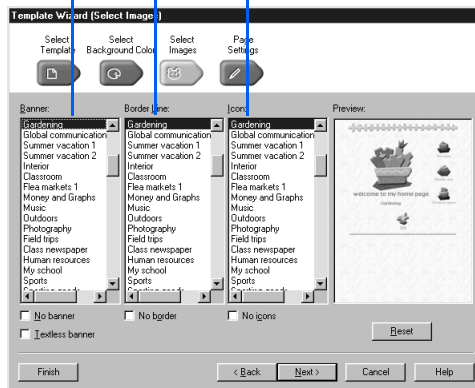 Template Wizard (Select Images)
Select Template
Select Background Color
Select Images
Page Settings
Banner:
Gardening
Global communication
Summer vacation 1
Summer vacation 2
Interior
Classroom
Flea markets 1
Money and Graphs
Music
Outdoors
Photography
Field trips
Class newspaper
Human resources
My school
Sports
No banner
Textless banner
Border Line:
Gardening
Global communication
Summer vacation 1
Summer vacation 2
Interior
Classroom
Flea markets 1
Money and Graphs
Music
Outdoors
Photography
Field trips
Class newspaper
Human resources
My school
Sports
No border
Icon:
Gardening
Global communication
Summer vacation 1
Summer vacation 2
Interior
Classroom
Flea markets 1
Money and Graphs
Music
Outdoors
Photography
Field trips
Class newspaper
Human resources
My school
Sports
No icons
Preview:
welcome to my home page
Gardening
Reset
Finish
< Back
Next >
Cancel
Help